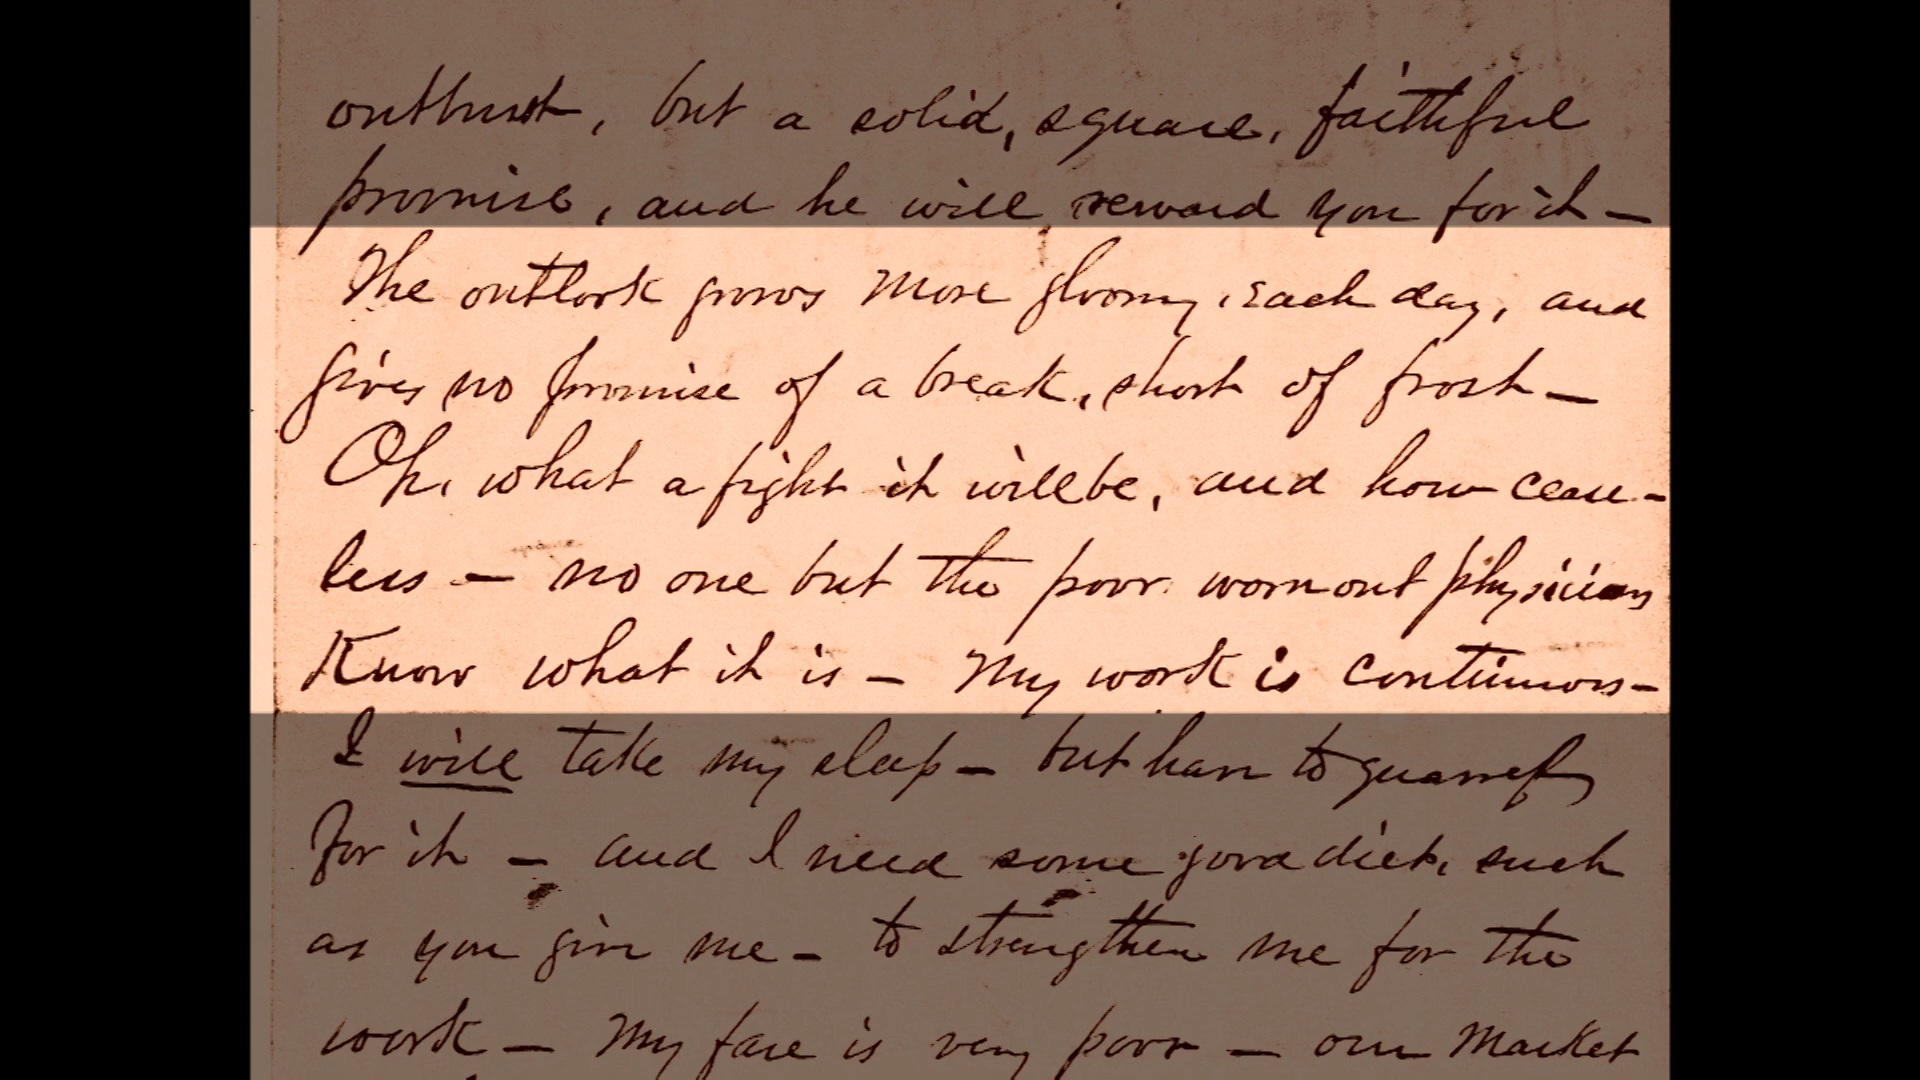 outburst, but a solid, square, faithful
promise, and he will reward you for it –
The outlook grows more gloomy, each day, and
gives no promise of a break, short of frost –
Oh, what a fight it will be, and how cease-
less – no one but the poor worn out physicians
Know what it is – My work is continuous –
I will take my sleep – but have to quarrel
for it – and I need some good diet, such
as you give me – to strengthen me for the
work – My fare is very poor – our market